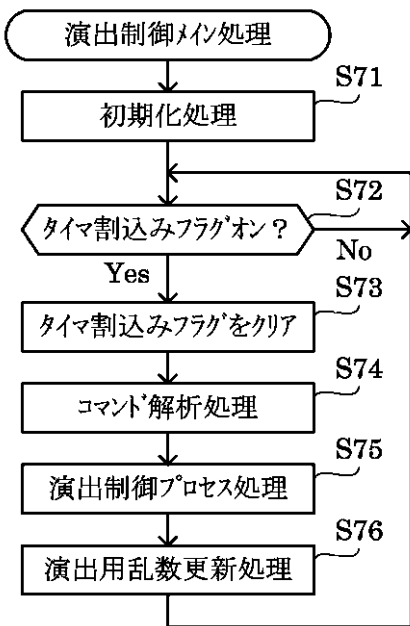 演出制御ﾒｲﾝ処理
S71
初期化処理
S72
タイマ割込みフラグオン？
No
Yes
S73
タイマ割込みフラグをクリア
S74
コマンド解析処理
S75
演出制御プロセス処理
S76
演出用乱数更新処理